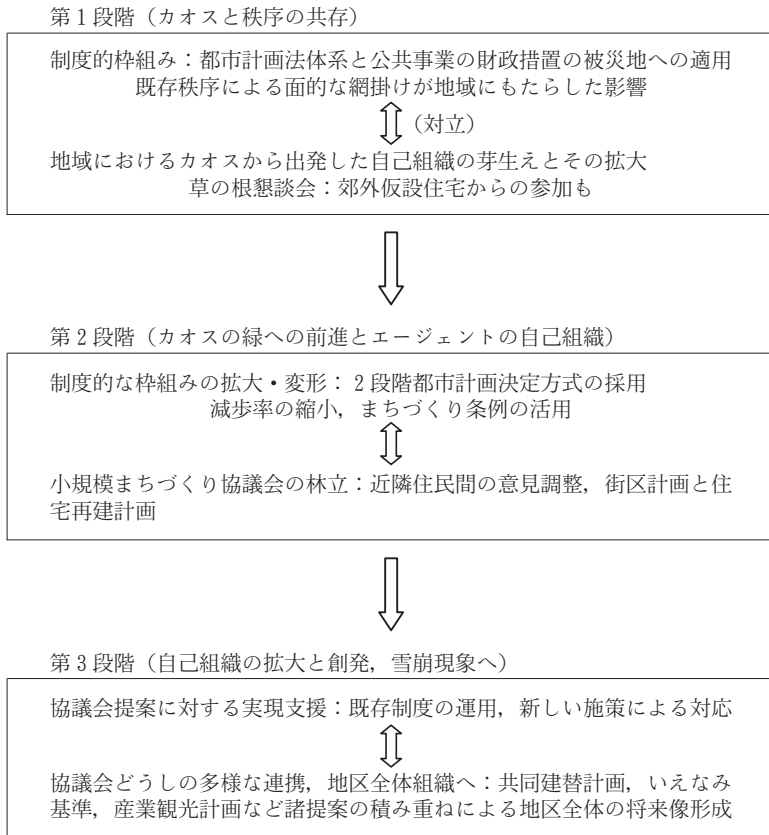 第1段階（カオスと秩序の共存）
制度的枠組み：都市計画法体系と公共事業の財政措置の被災地への適用
既存秩序による面的な網掛けが地域にもたらした影響
（対立）
地域におけるカオスから出発した自己組織の芽生えとその拡大
草の根懇談会：郊外仮設住宅からの参加も
第2段階（カオスの緑への前進とエージェントの自己組織）
制度的な枠組みの拡大・変形：2段階都市計画決定方式の採用
減歩率の縮小，まちづくり条例の活用
小規模まちづくり協議会の林立：近隣住民間の意見調整，街区計画と住
宅再建計画
第3段階（自己組織の拡大と創発，雪崩現象へ）
協議会提案に対する実現支援：既存制度の運用，新しい施策による対応
協議会どうしの多様な連携，地区全体組織へ：共同建替計画，いえなみ
基準，産業観光計画など諸提案の積み重ねによる地区全体の将来像形成